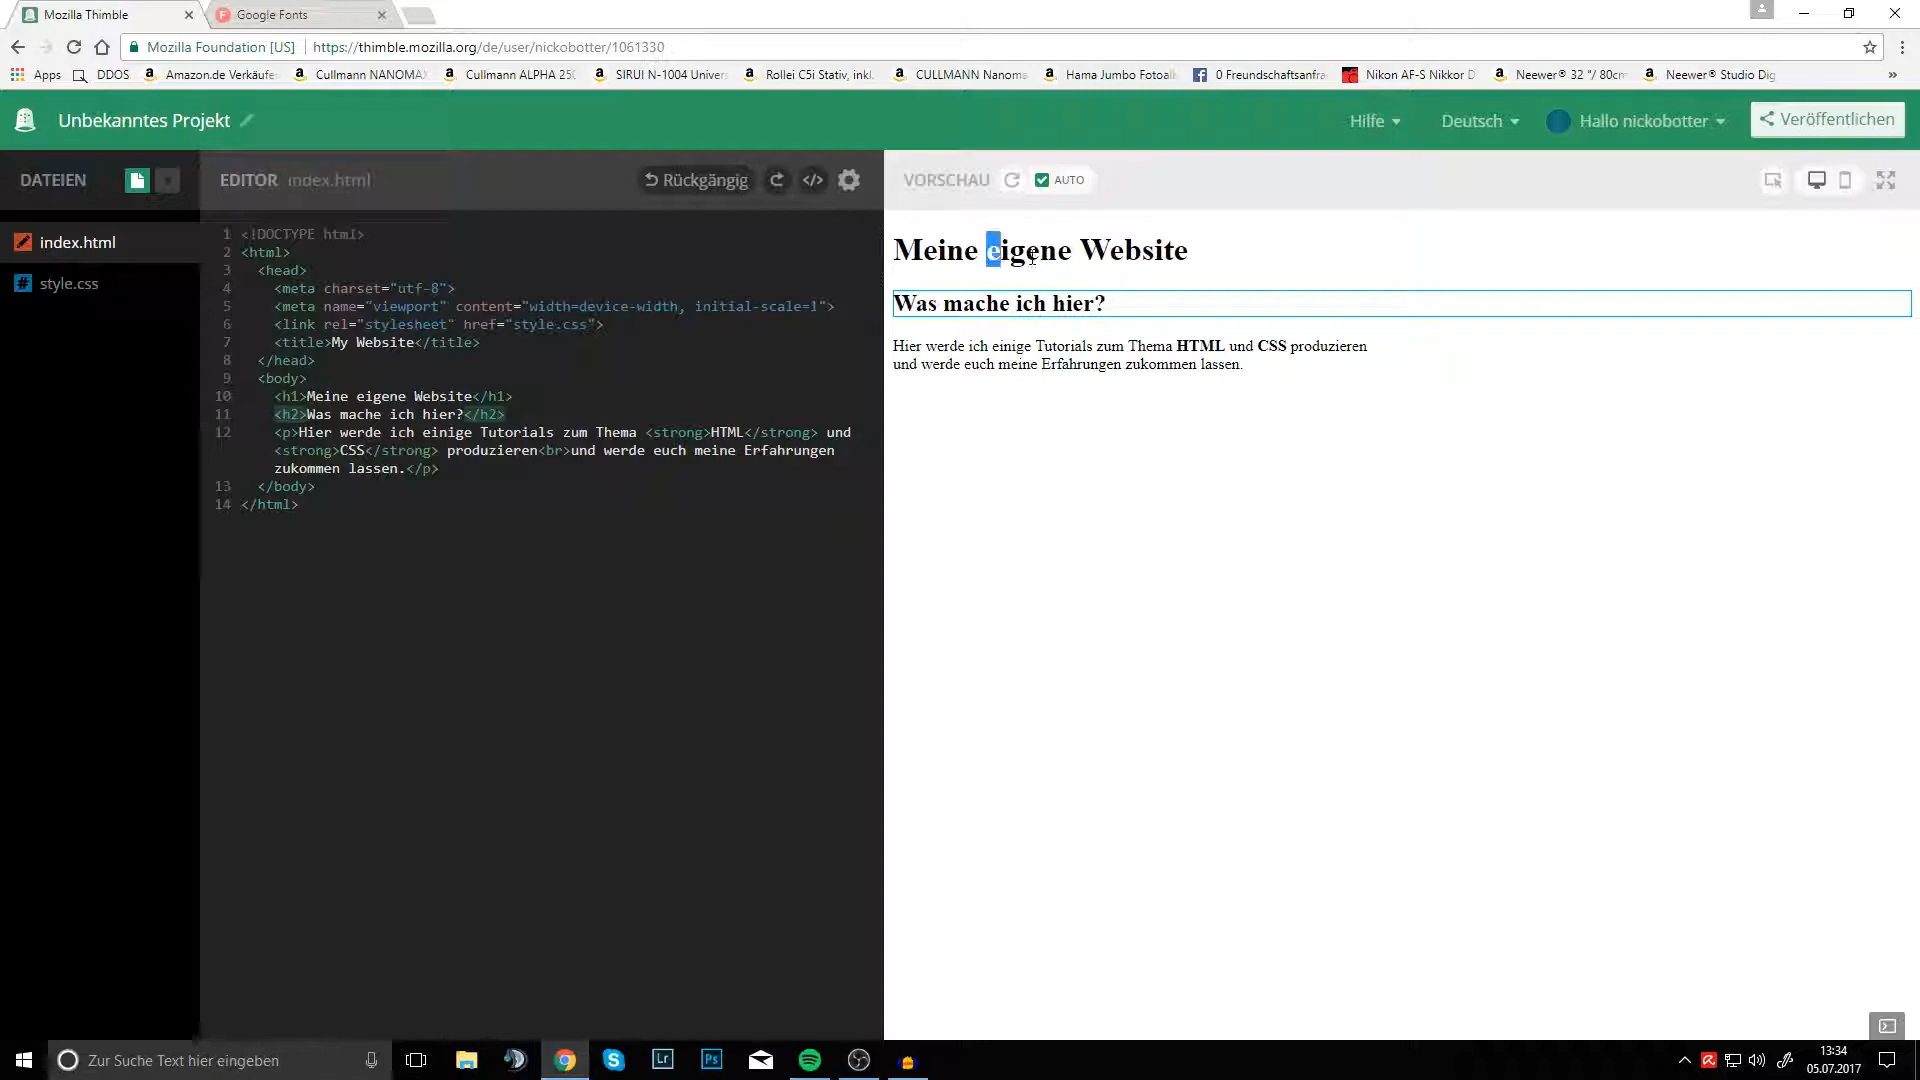 Mozilla Thimble
Google Fonts
Mozilla Foundation [US] https://thimble.mozilla.org/de/user/nickobotter/1061330
Apps DDOS Amazon.de Verkäufe Cullmann NANOMA Cullmann ALPHA 250 SIRUI N-1004 Univers Rollei C5i Stativ, inkl. CULLMANN Nanoma Hama Jumbo Fotoal 0 Freundschaftsanfra Nikon AF-S Nikkor D Neewer® 32 "/ 80cm Neewer® Studio Dig »
Unbekanntes Projekt
Hilfe Deutsch Hallo nickobotter Veröffentlichen
DATEIEN
EDITOR index.html
Rückgängig
VORSCHAU AUTO
index.html
style.css
1 <!DOCTYPE html>
2 <html>
3 <head>
4 <meta charset="utf-8">
5 <meta name="viewport" content="width=device-width, initial-scale=1">
6 <link rel="stylesheet" href="style.css">
7 <title>My Website</title>
8 </head>
9 <body>
10 <h1>Meine eigene Website</h1>
11 <h2>Was mache ich hier?</h2>
12 <p>Hier werde ich einige Tutorials zum Thema <strong>HTML</strong> und
<strong>CSS</strong> produzieren<br>und werde euch meine Erfahrungen
zukommen lassen.</p>
13 </body>
14 </html>
Meine eigene Website
Was mache ich hier?
Hier werde ich einige Tutorials zum Thema HTML und CSS produzieren
und werde euch meine Erfahrungen zukommen lassen.
Zur Suche Text hier eingeben
Lr
Ps
13:34
05.07.2017